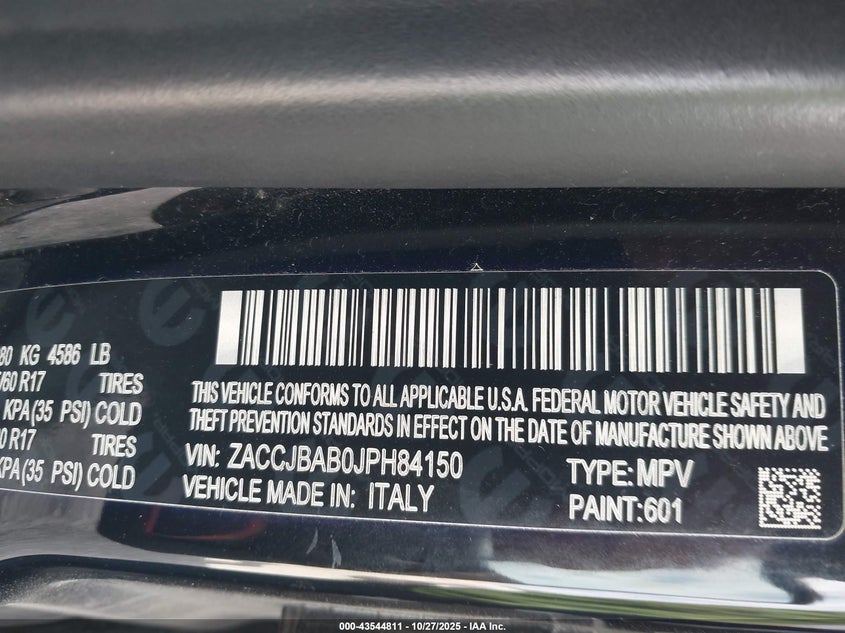 80 KG 4586 LB
/60 R17 TIRES
KPA(35 PSI) COLD
0 R17 TIRES
KPA(35 PSI) COLD
THIS VEHICLE CONFORMS TO ALL APPLICABLE U.S.A. FEDERAL MOTOR VEHICLE SAFETY AND
THEFT PREVENTION STANDARDS IN EFFECT ON THE DATE OF MANUFACTURE SHOWN ABOVE.
VIN: ZACCJBAB0JPH84150 TYPE:MPV
VEHICLE MADE IN: ITALY PAINT:601
000-43544811 - 10/27/2025 - IAA Inc.